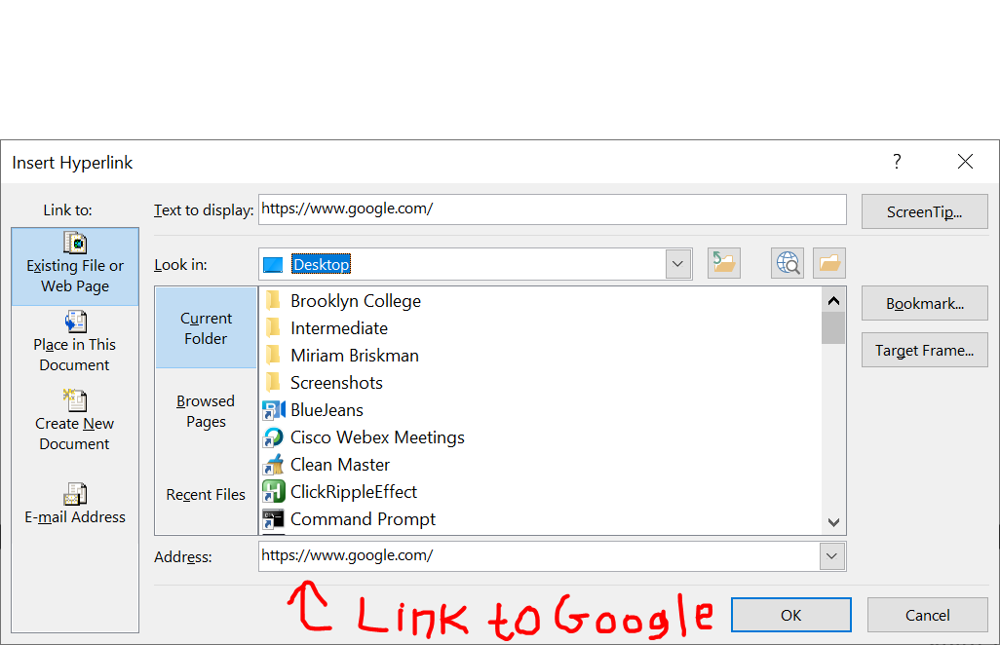 Insert Hyperlink ?
Link to:
Text to display: https://www.google.com/
ScreenTip...
Existing File or
Web Page
Place in This
Document
Create New
Document
E-mail Address
Look in: Desktop
Current
Folder
Browsed
Pages
Recent Files
Brooklyn College
Intermediate
Miriam Briskman
Screenshots
BlueJeans
Cisco Webex Meetings
Clean Master
ClickRippleEffect
Command Prompt
Bookmark...
Target Frame...
Address: https://www.google.com/
Link to Google
OK
Cancel